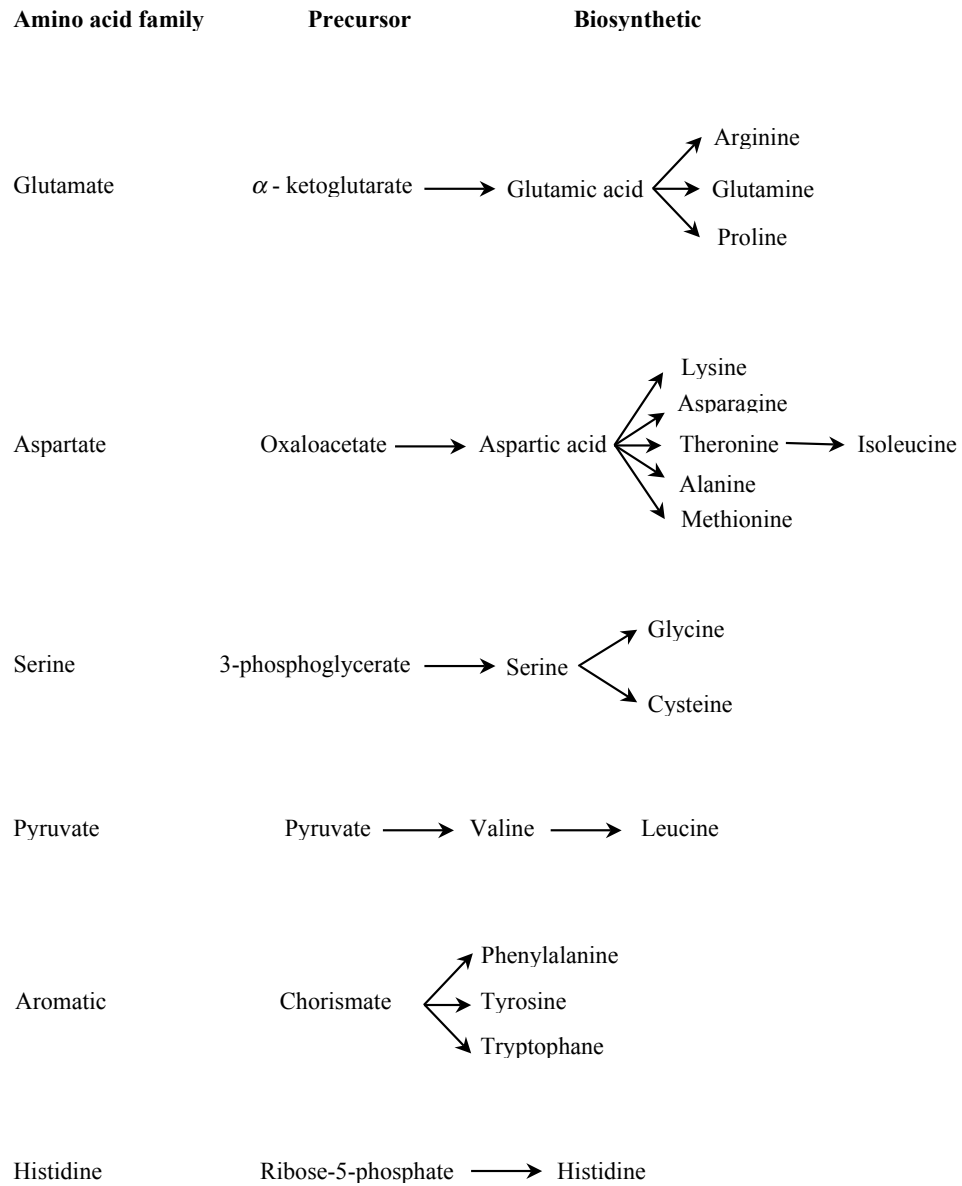 Amino acid family Precursor Biosynthetic
Arginine
Glutamate α - ketoglutarate Glutamic acid Glutamine
Proline
Lysine
Asparagine
Aspartate Oxaloacetate Aspartic acid Theronine Isoleucine
Alanine
Methionine
Glycine
Serine 3-phosphoglycerate Serine
Cysteine
Pyruvate Pyruvate Valine Leucine
Phenylalanine
Aromatic Chorismate Tyrosine
Tryptophane
Histidine Ribose-5-phosphate Histidine